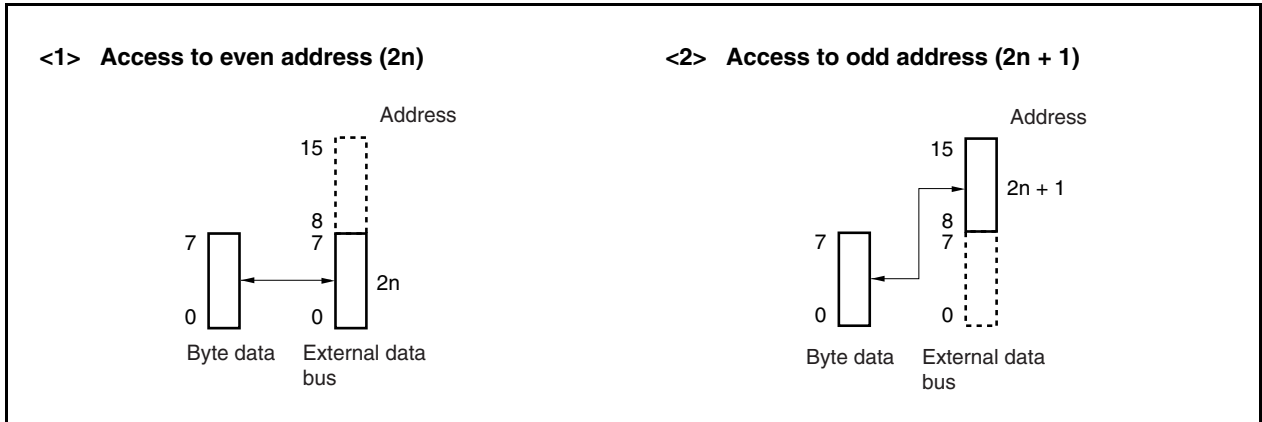 <1> Access to even address (2n)
Address
15
8
7
7
2n
0
0
Byte data
External data
bus
<2> Access to odd address (2n + 1)
Address
15
2n + 1
8
7
7
0
0
Byte data
External data
bus